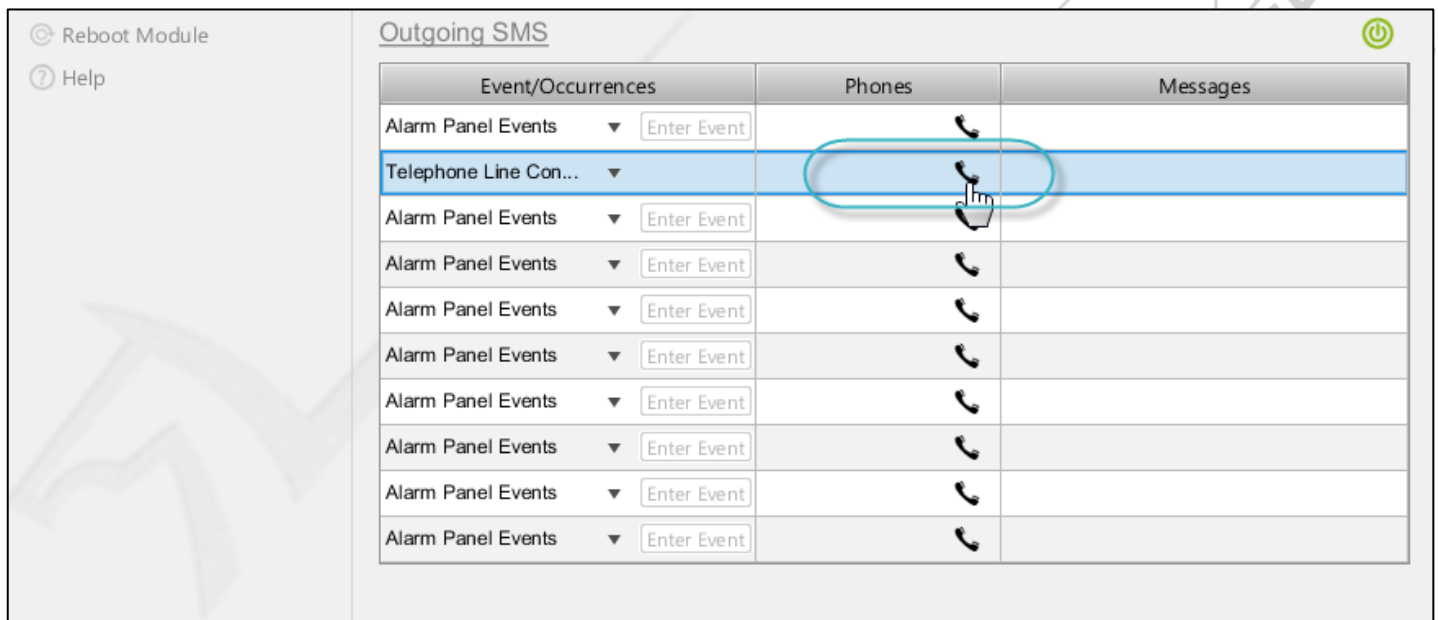 Reboot Module
Help
Outgoing SMS
Event/Occurrences Phones Messages
Alarm Panel Events Enter Event
Telephone Line Con...
Alarm Panel Events Enter Event
Alarm Panel Events Enter Event
Alarm Panel Events Enter Event
Alarm Panel Events Enter Event
Alarm Panel Events Enter Event
Alarm Panel Events Enter Event
Alarm Panel Events Enter Event
Alarm Panel Events Enter Event